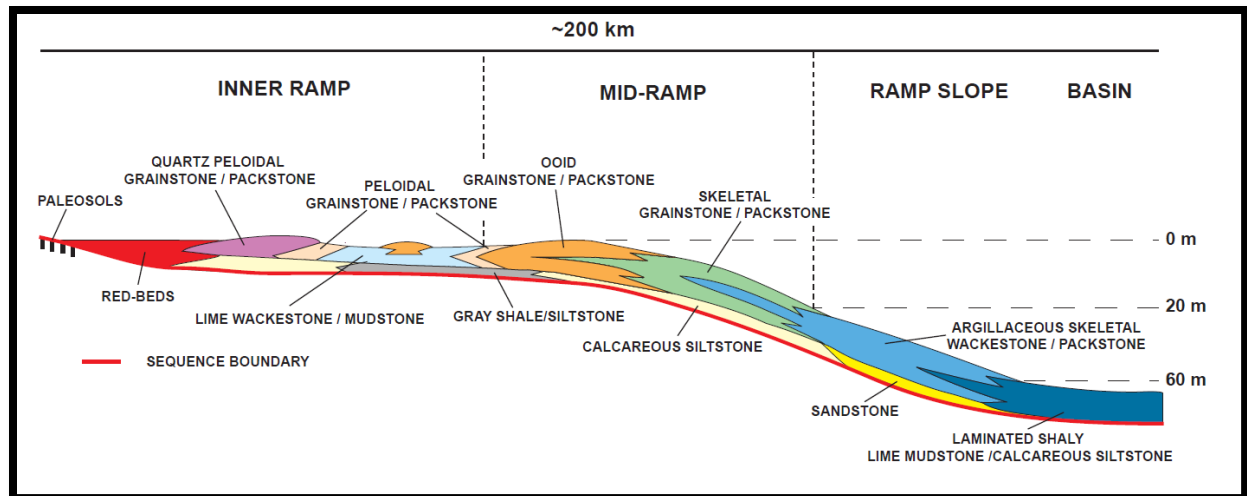 ~200 km
INNER RAMP
MID-RAMP
RAMP SLOPE
BASIN
QUARTZ PELOIDAL
GRAINSTONE / PACKSTONE
PALEOSOLS
PELOIDAL
GRAINSTONE / PACKSTONE
OOID
GRAINSTONE / PACKSTONE
SKELETAL
GRAINSTONE / PACKSTONE
0 m
RED-BEDS
LIME WACKESTONE / MUDSTONE
GRAY SHALE/SILTSTONE
20 m
CALCAREOUS SILTSTONE
ARGILLACEOUS SKELETAL
WACKESTONE / PACKSTONE
SEQUENCE BOUNDARY
60 m
SANDSTONE
LAMINATED SHALY
LIME MUDSTONE /CALCAREOUS SILTSTONE